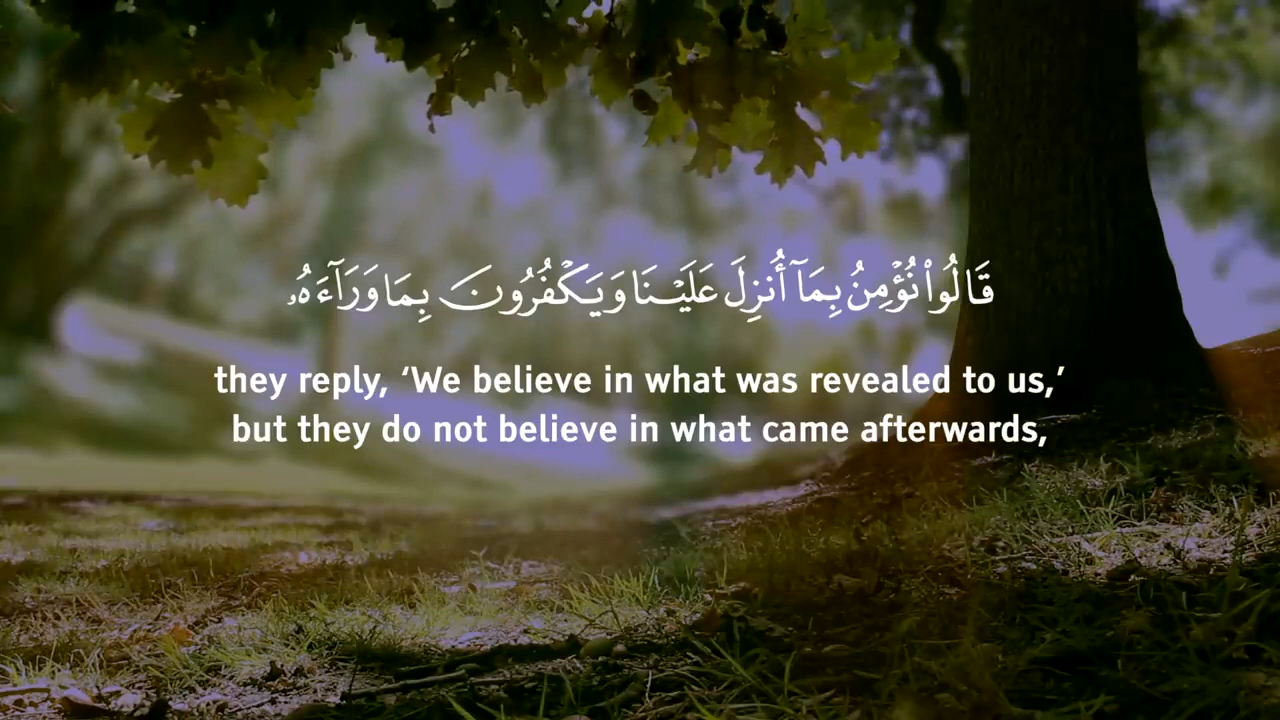 قَالُوا۟ نُؤْمِنُ بِمَآ أُنزِلَ عَلَيْنَا وَيَكْفُرُونَ بِمَا وَرَآءَهُۥ
they reply, ‘We believe in what was revealed to us,’
but they do not believe in what came afterwards,